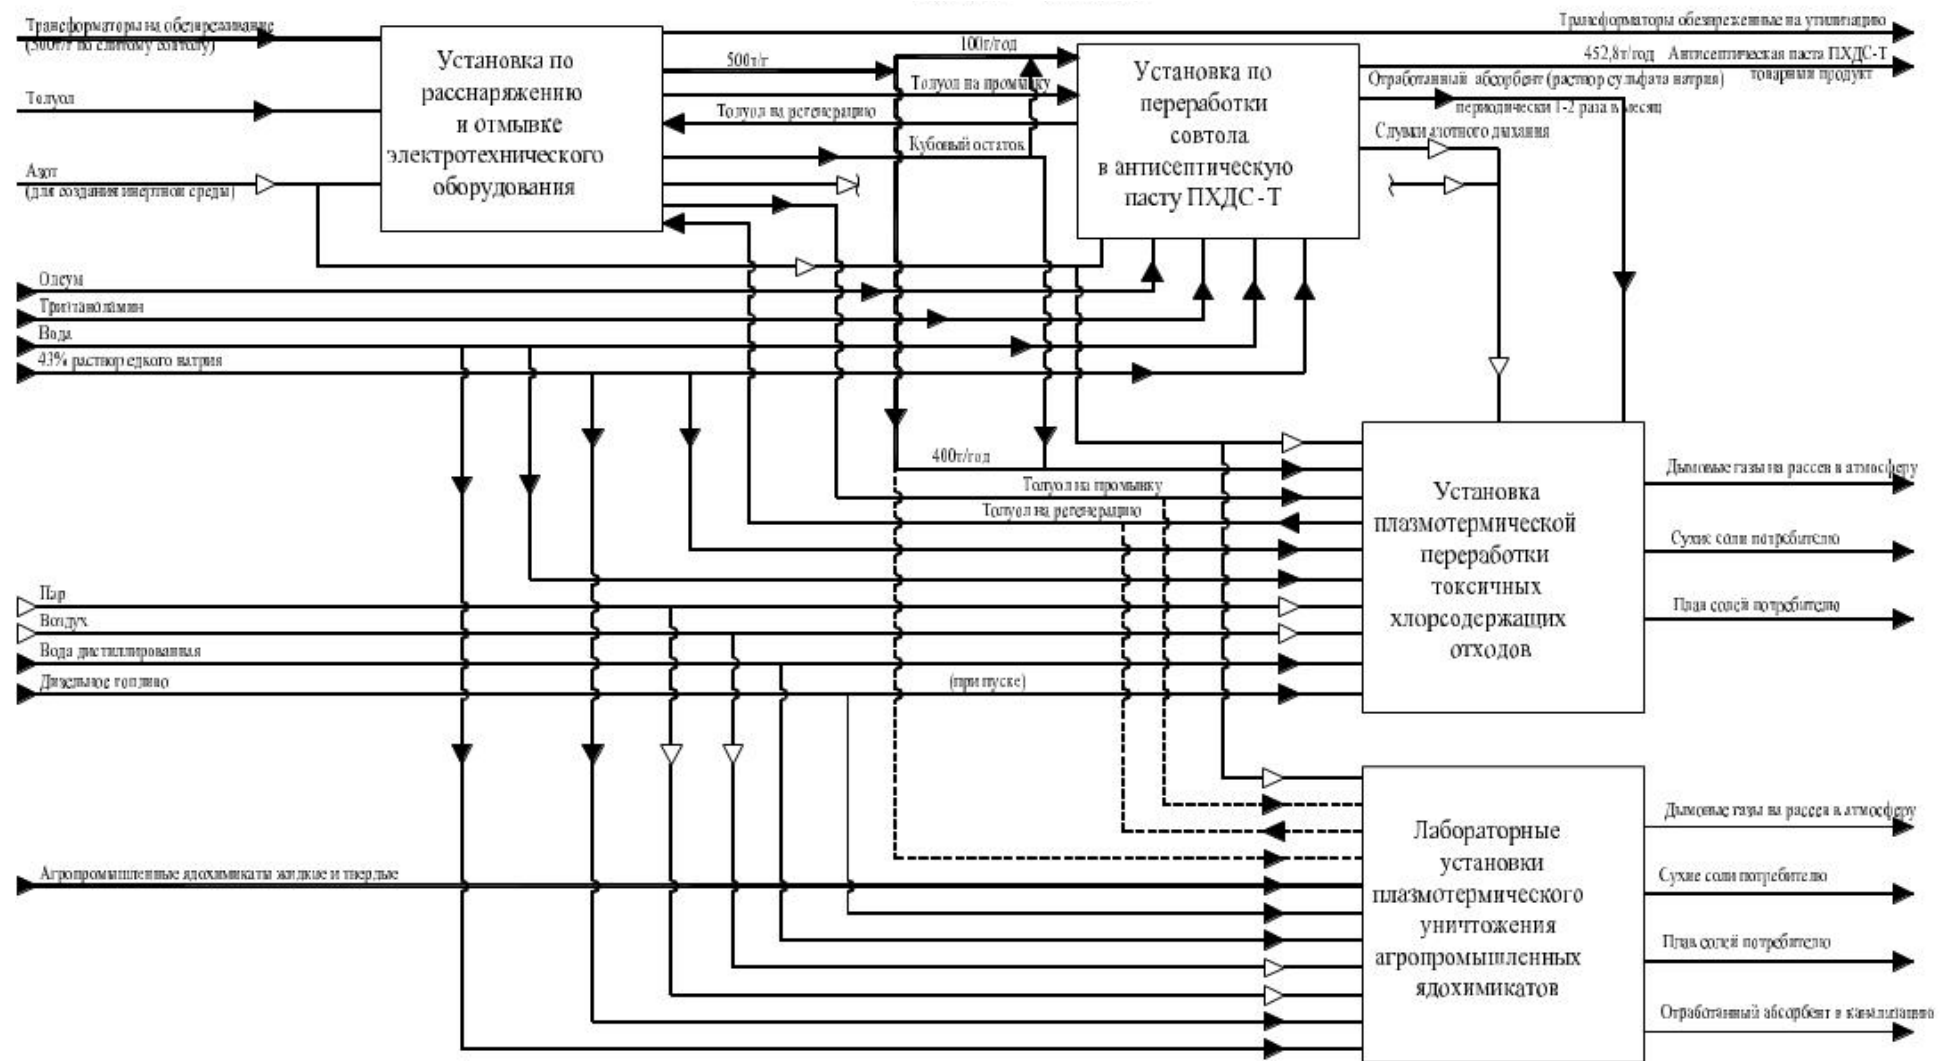 Трансформаторы на обезвреживание
(500т/г по слитому совтолу)
Толуол
Азот
(для создания инертной среды)
Установка по
расснаряжению
и отмывке
электротехнического
оборудования
500т/г
100т/год
Толуол на промывку
Толуол на регенерацию
Кубовый остаток
Установка по
переработки
совтола
в антисептическую
пасту ПХДС-Т
Трансформаторы обезвреженные на утилизацию
452,8т/год Антисептическая паста ПХДС-Т
товарный продукт
Отработанный абсорбент (раствор сульфата натрия)
периодически 1-2 раза в месяц
Сдувки азотного дыхания
Олеум
Триэтаноламин
Вода
43% раствор едкого натрия
400т/год
Толуол на промывку
Толуол на регенерацию
Установка
плазмотермической
переработки
токсичных
хлорсодержащих
отходов
Дымовые газы на рассев в атмосферу
Сухие соли потребителю
Плав солей потребителю
Пар
Воздух
Вода дистиллированная
Дизельное топливо
(при пуске)
Агропромышленные ядохимикаты жидкие и твердые
Лабораторные
установки
плазмотермического
уничтожения
агропромышленных
ядохимикатов
Дымовые газы на рассев в атмосферу
Сухие соли потребителю
Плав солей потребителю
Отработанный абсорбент в канализацию